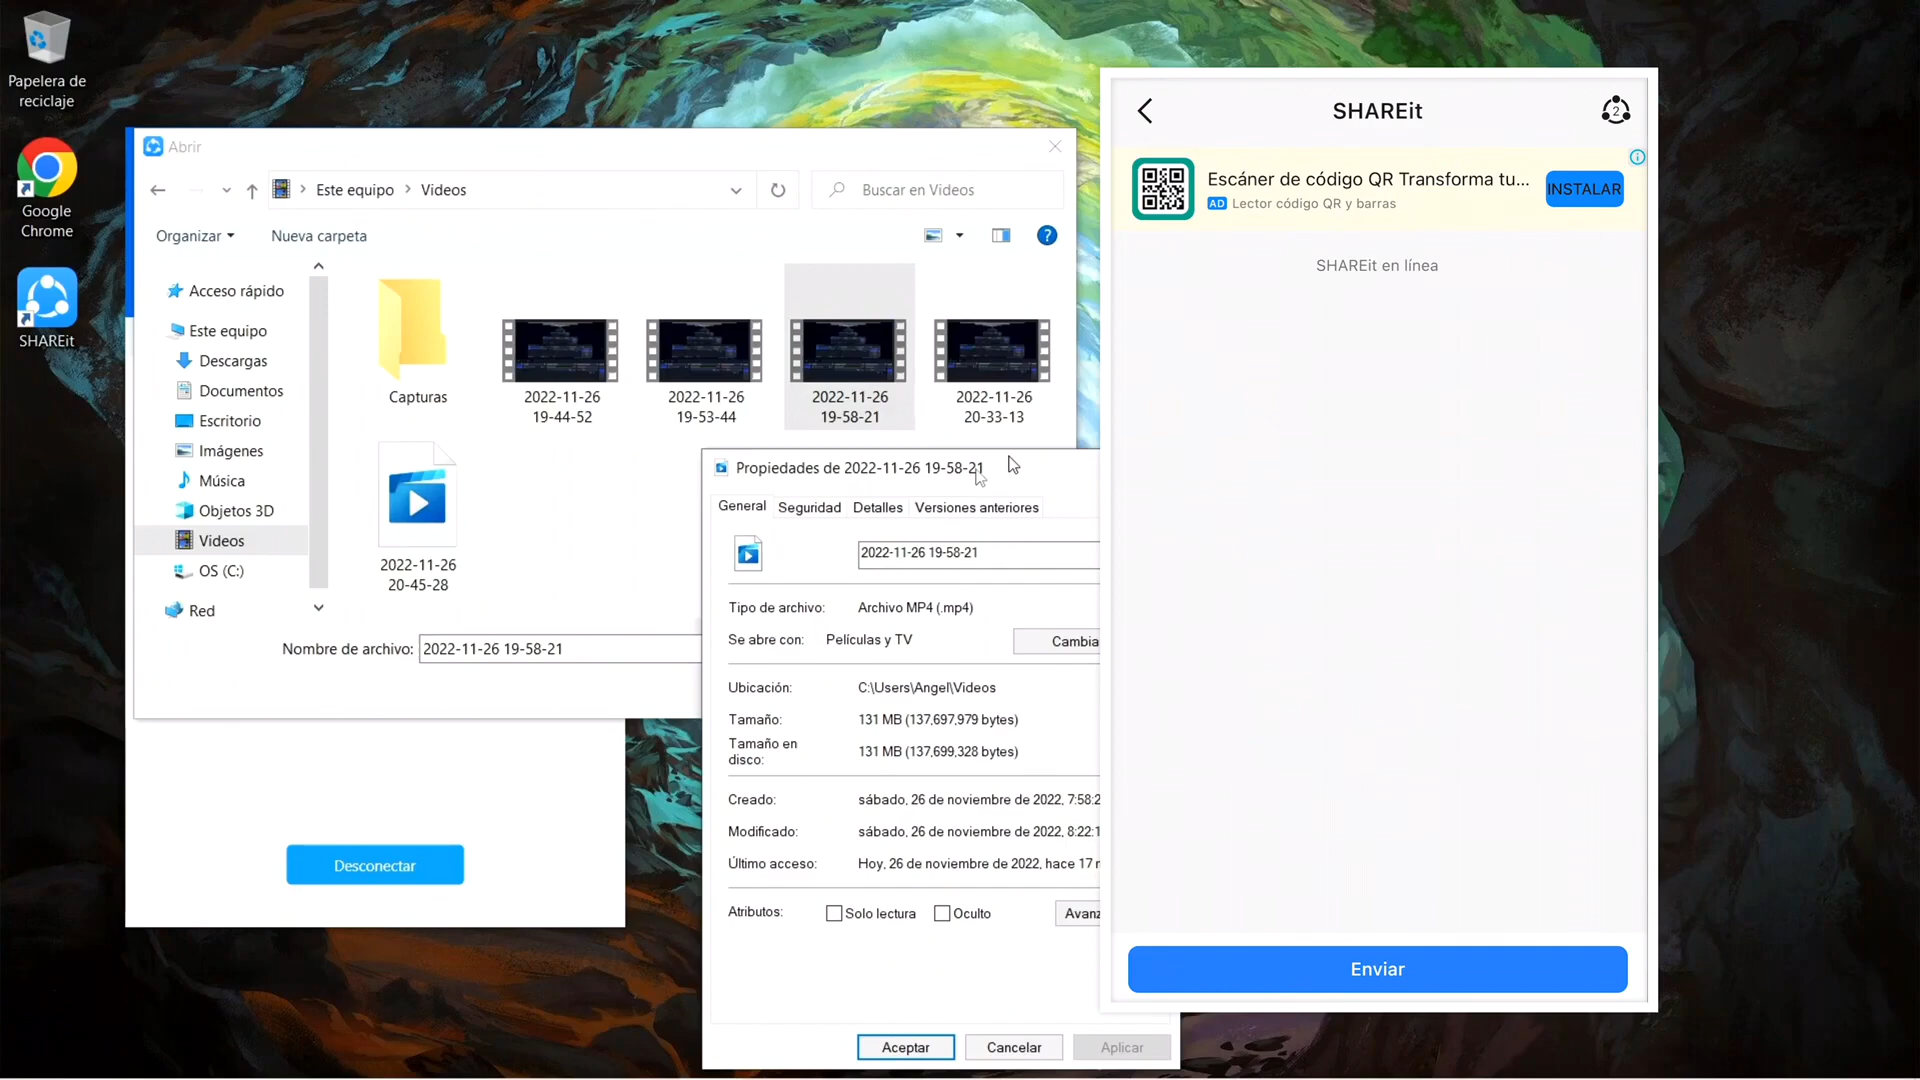 Papelera de
reciclaje
Google
Chrome
SHAREit
Abrir
Este equipo
Videos
Buscar en Videos
Organizar
Nueva carpeta
?
Acceso rápido
Este equipo
Descargas
Documentos
Escritorio
Imágenes
Música
Objetos 3D
Videos
OS (C:)
Red
Capturas
2022-11-26
19-44-52
2022-11-26
19-53-44
2022-11-26
19-58-21
2022-11-26
20-33-13
2022-11-26
20-45-28
Nombre de archivo:
2022-11-26 19-58-21
Desconectar
Propiedades de 2022-11-26 19-58-21
General
Seguridad
Detalles
Versiones anteriores
2022-11-26 19-58-21
Tipo de archivo:
Archivo MP4 (.mp4)
Se abre con:
Películas y TV
Cambia
Ubicación:
C:\Users\Angel\Videos
Tamaño:
131 MB (137,697,979 bytes)
Tamaño en
disco:
131 MB (137,699,328 bytes)
Creado:
sábado, 26 de noviembre de 2022, 7:58:2
Modificado:
sábado, 26 de noviembre de 2022, 8:22:1
Último acceso:
Hoy, 26 de noviembre de 2022, hace 17 r
Atributos:
Solo lectura
Oculto
Avanz
Aceptar
Cancelar
Aplicar
SHAREit
2
Escáner de código QR Transforma tu...
AD Lector código QR y barras
INSTALAR
SHAREit en línea
Enviar